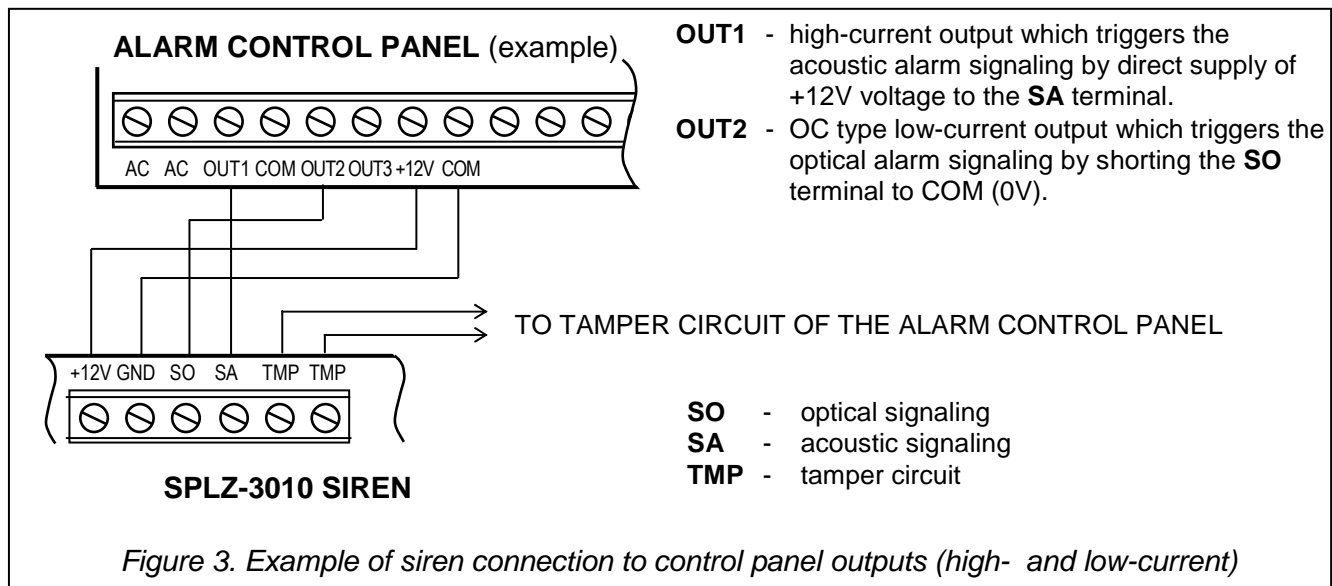 ALARM CONTROL PANEL (example)
AC AC OUT1 COM OUT2 OUT3 +12V COM
OUT1 - high-current output which triggers the
acoustic alarm signaling by direct supply of
+12V voltage to the SA terminal.
OUT2 - OC type low-current output which triggers the
optical alarm signaling by shorting the SO
terminal to COM (0V).
TO TAMPER CIRCUIT OF THE ALARM CONTROL PANEL
+12V GND SO SA TMP TMP
SPLZ-3010 SIREN
SO - optical signaling
SA - acoustic signaling
TMP - tamper circuit
Figure 3. Example of siren connection to control panel outputs (high- and low-current)